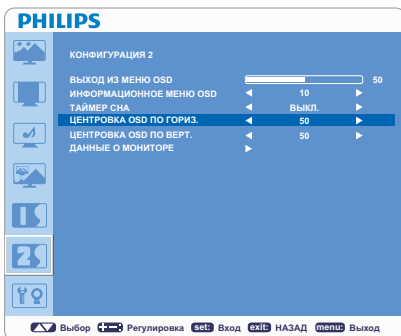 PHILIPS
КОНФИГУРАЦИЯ 2
ВЫХОД ИЗ МЕНЮ OSD 50
ИНФОРМАЦИОННОЕ МЕНЮ OSD 10
ТАЙМЕР СНА ВЫКЛ.
ЦЕНТРОВКА OSD ПО ГОРИЗ. 50
ЦЕНТРОВКА OSD ПО ВЕРТ. 50
ДАННЫЕ О МОНИТОРЕ
Выбор Регулировка set: Вход exit: НАЗАД menu: Выход